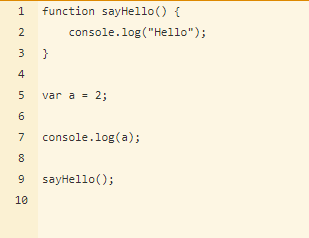 1 function sayHello() {
2     console.log("Hello");
3 }
4
5 var a = 2;
6
7 console.log(a);
8
9 sayHello();
10